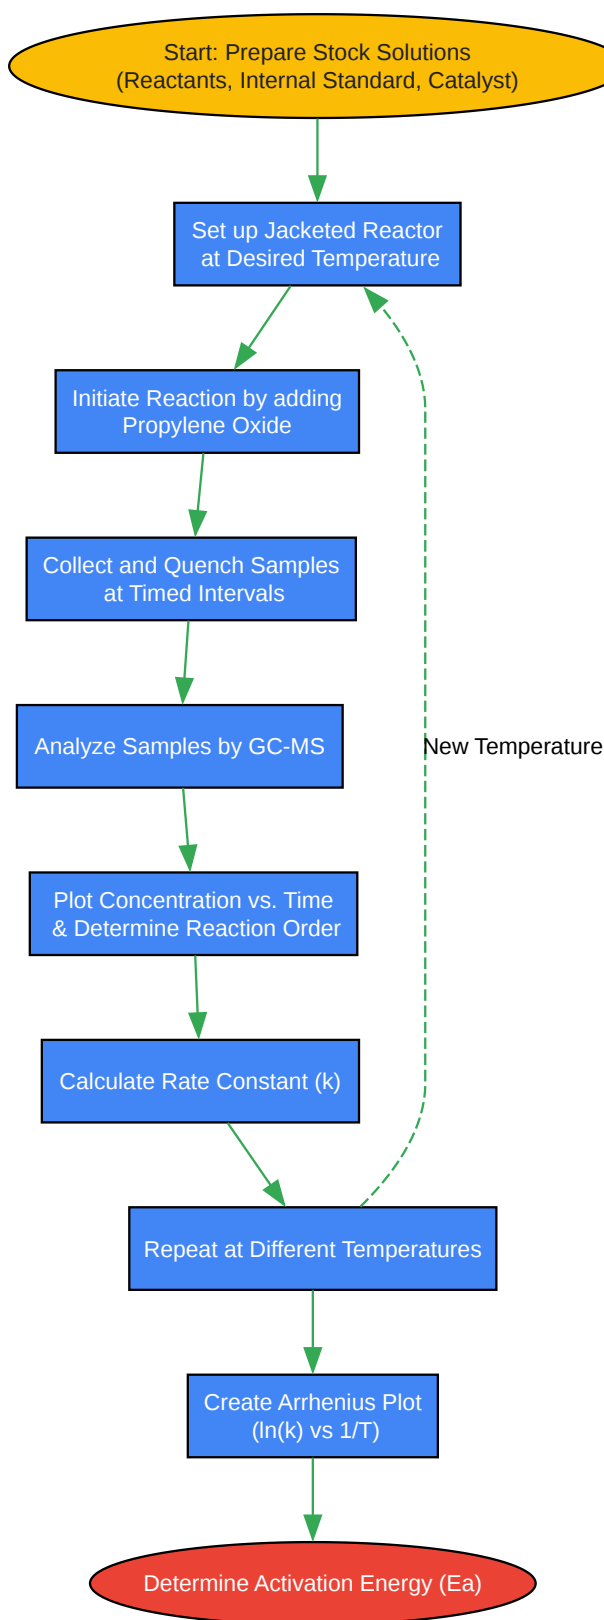 Start: Prepare Stock Solutions
(Reactants, Internal Standard, Catalyst)
Set up Jacketed Reactor
at Desired Temperature
Initiate Reaction by adding
Propylene Oxide
Collect and Quench Samples
at Timed Intervals
Analyze Samples by GC-MS
New Temperature
Plot Concentration vs. Time
& Determine Reaction Order
Calculate Rate Constant (k)
Repeat at Different Temperatures
Create Arrhenius Plot
(ln(k) vs 1/T)
Determine Activation Energy (Ea)